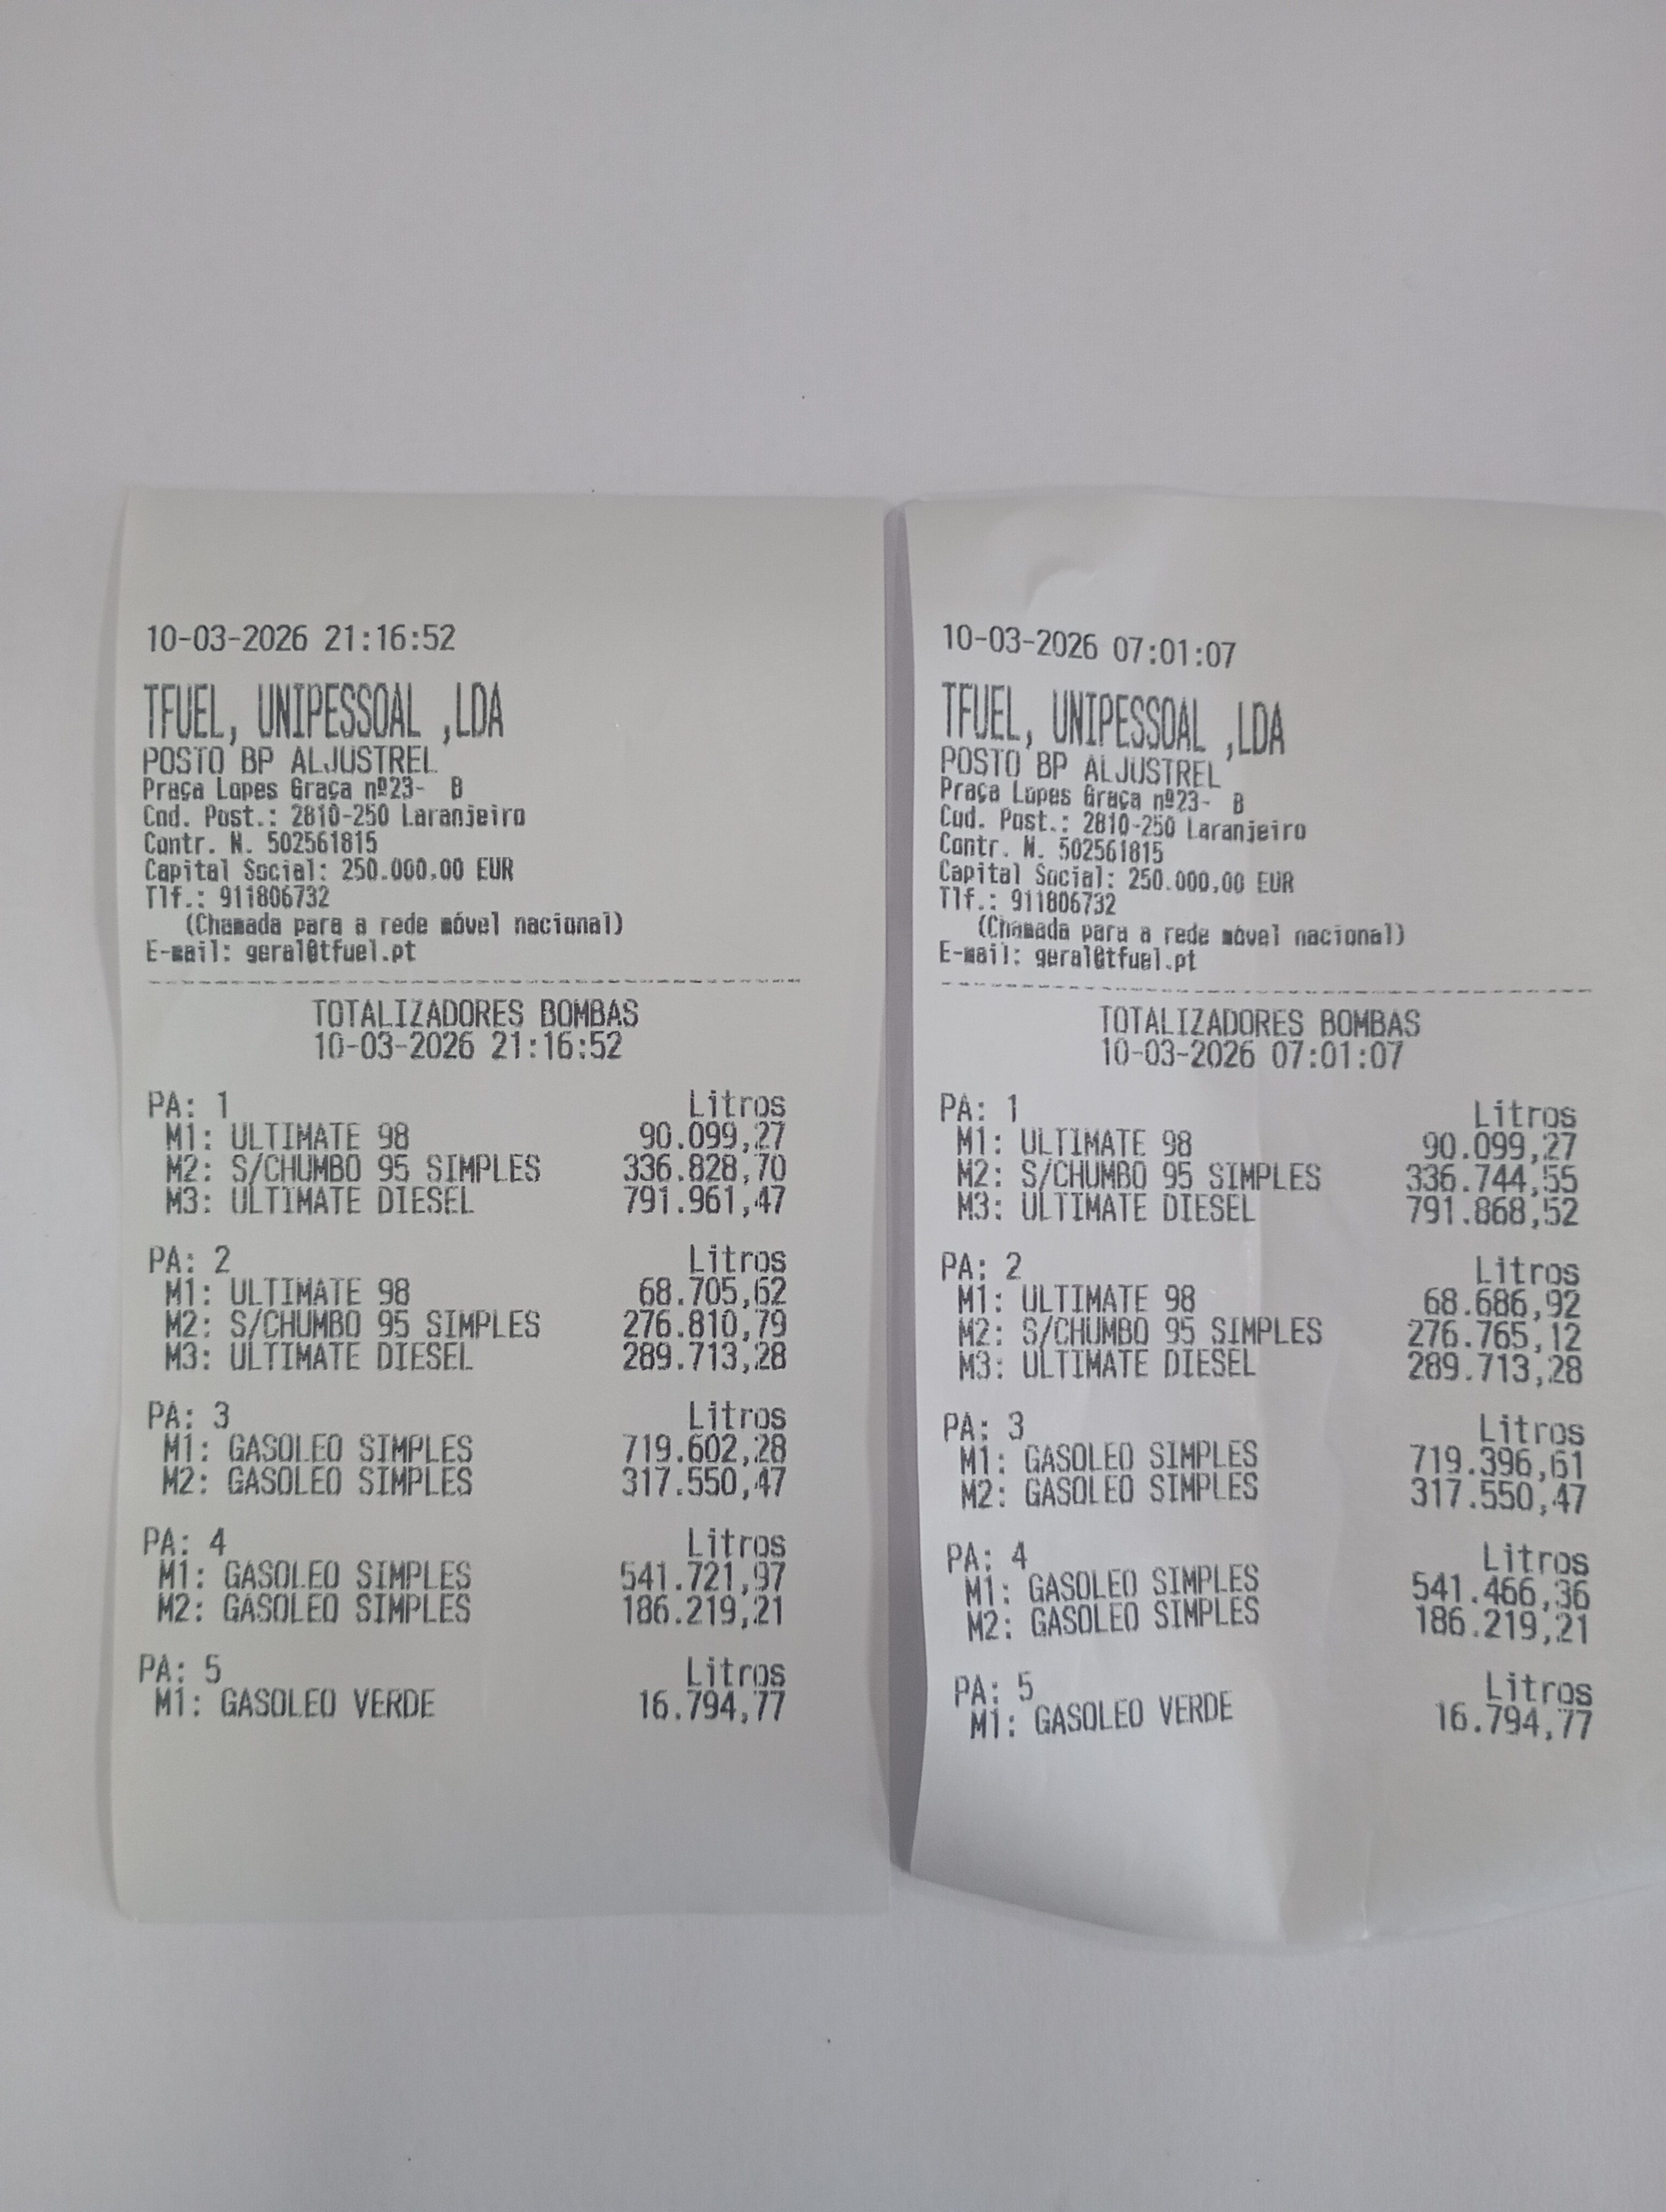 10-03-2026 21:16:52
TFUEL, UNIPESSOAL ,LDA
POSTO BP ALJUSTREL
Praça Lopes Graça nº23-  B
Cod. Post.: 2810-250 Laranjeiro
Contr. N. 502561815
Capital Social: 250.000,00 EUR
Tlf.: 911806732
(Chamada para a rede móvel nacional)
E-mail: geral@tfuel.pt
TOTALIZADORES BOMBAS
10-03-2026 21:16:52
PA: 1 Litros
M1: ULTIMATE 98 90.099,27
M2: S/CHUMBO 95 SIMPLES 336.828,70
M3: ULTIMATE DIESEL 791.961,47
PA: 2 Litros
M1: ULTIMATE 98 68.705,62
M2: S/CHUMBO 95 SIMPLES 276.810,79
M3: ULTIMATE DIESEL 289.713,28
PA: 3 Litros
M1: GASOLEO SIMPLES 719.602,28
M2: GASOLEO SIMPLES 317.550,47
PA: 4 Litros
M1: GASOLEO SIMPLES 541.721,97
M2: GASOLEO SIMPLES 186.219,21
PA: 5 Litros
M1: GASOLEO VERDE 16.794,77
10-03-2026 07:01:07
TFUEL, UNIPESSOAL ,LDA
POSTO BP ALJUSTREL
Praça Lopes Graça nº23-  B
Cod. Post.: 2810-250 Laranjeiro
Contr. N. 502561815
Capital Social: 250.000,00 EUR
Tlf.: 911806732
(Chamada para a rede móvel nacional)
E-mail: geral@tfuel.pt
TOTALIZADORES BOMBAS
10-03-2026 07:01:07
PA: 1 Litros
M1: ULTIMATE 98 90.099,27
M2: S/CHUMBO 95 SIMPLES 336.744,55
M3: ULTIMATE DIESEL 791.868,52
PA: 2 Litros
M1: ULTIMATE 98 68.686,92
M2: S/CHUMBO 95 SIMPLES 276.765,12
M3: ULTIMATE DIESEL 289.713,28
PA: 3 Litros
M1: GASOLEO SIMPLES 719.396,61
M2: GASOLEO SIMPLES 317.550,47
PA: 4 Litros
M1: GASOLEO SIMPLES 541.466,36
M2: GASOLEO SIMPLES 186.219,21
PA: 5 Litros
M1: GASOLEO VERDE 16.794,77